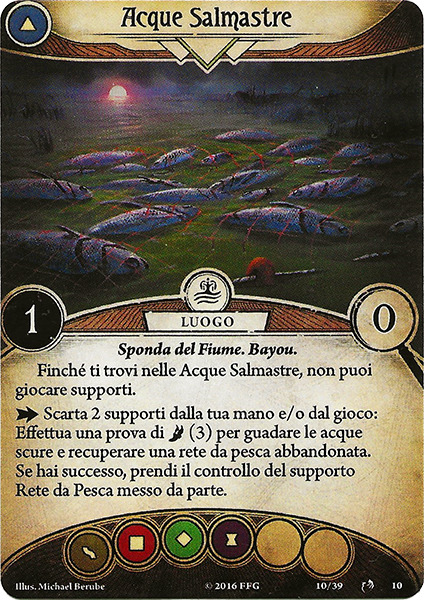 Acque Salmastre
1
LUOGO
0
Sponda del Fiume. Bayou.
Finché ti trovi nelle Acque Salmastre, non puoi
giocare supporti.
Scarta 2 supporti dalla tua mano e/o dal gioco:
Effettua una prova di (3) per guadare le acque
scure e recuperare una rete da pesca abbandonata.
Se hai successo, prendi il controllo del supporto
Rete da Pesca messo da parte.
Illus. Michael Berube © 2016 FFG 10/39 10